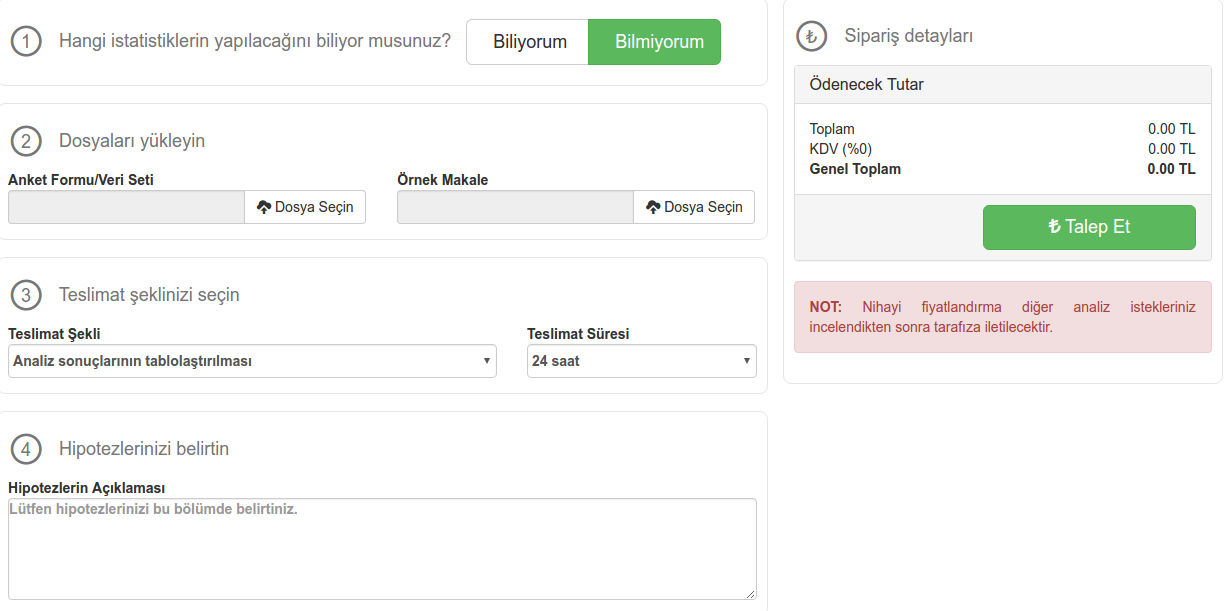 1 Hangi istatistiklerin yapılacağını biliyor musunuz? Biliyorum Bilmiyorum
2 Dosyaları yükleyin
Anket Formu/Veri Seti Örnek Makale
Dosya Seçin Dosya Seçin
3 Teslimat şeklinizi seçin
Teslimat Şekli Teslimat Süresi
Analiz sonuçlarının tablolaştırılması 24 saat
4 Hipotezlerinizi belirtin
Hipotezlerin Açıklaması
Lütfen hipotezlerinizi bu bölümde belirtiniz.
₺ Sipariş detayları
Ödenecek Tutar
Toplam 0.00 TL
KDV (%0) 0.00 TL
Genel Toplam 0.00 TL
₺ Talep Et
NOT: Nihayi fiyatlandırma diğer analiz istekleriniz
incelendikten sonra tarafıza iletilecektir.